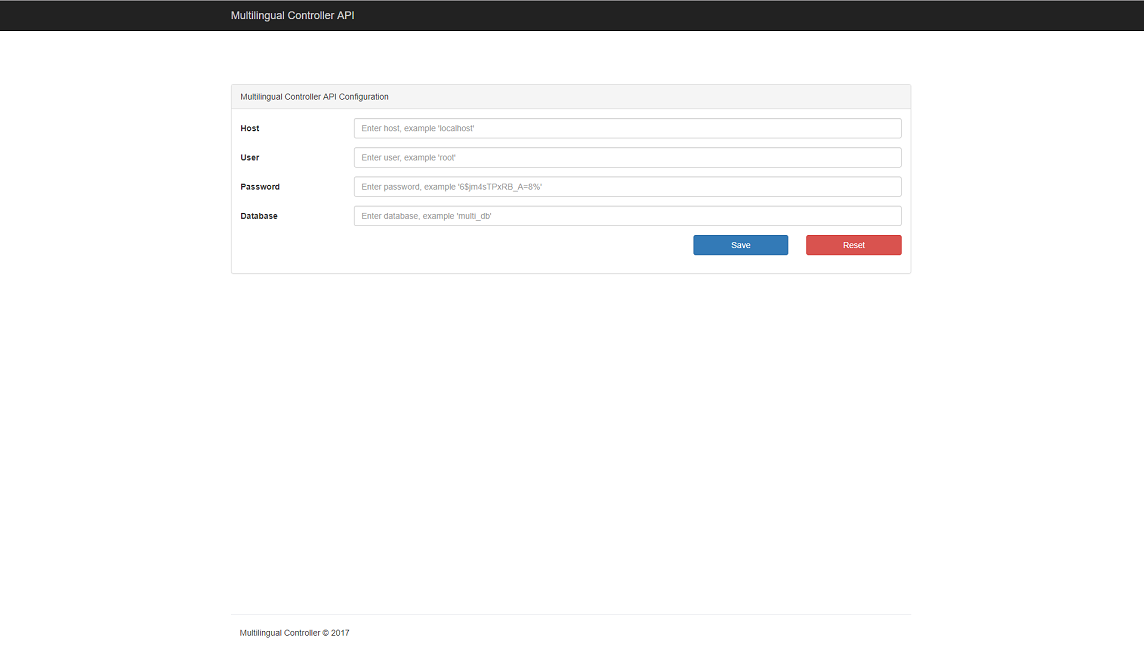 Multilingual Controller API
Multilingual Controller API Configuration
Host
Enter host, example 'localhost'
User
Enter user, example 'root'
Password
Enter password, example '6$jm4sTPxRB_A=8%'
Database
Enter database, example 'multi_db'
Save
Reset
Multilingual Controller © 2017